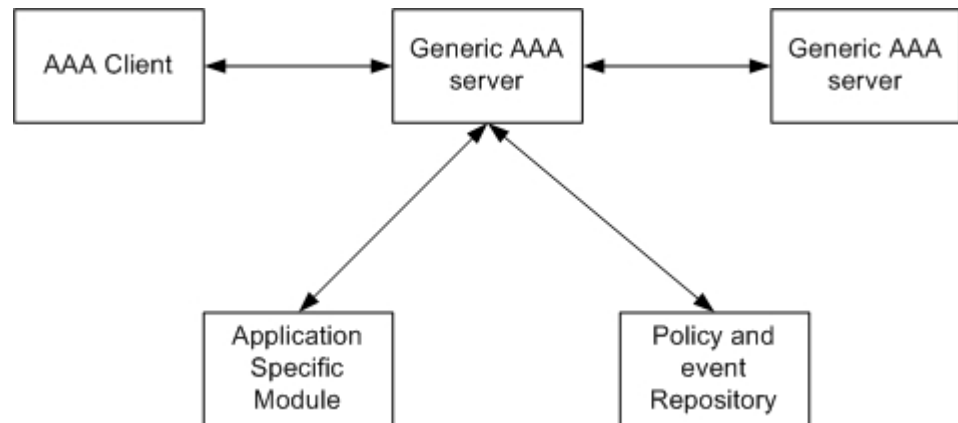 AAA Client
Generic AAA
server
Generic AAA
server
Application
Specific
Module
Policy and
event
Repository